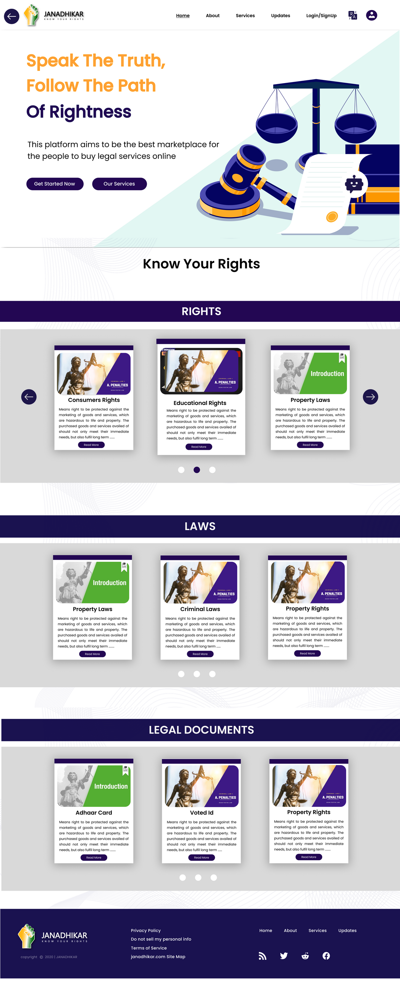 JANADHIKAR
KNOW YOUR RIGHTS
Home
About
Services
Updates
Login/SignUp
Speak The Truth,
Follow The Path
Of Rightness
This platform aims to be the best marketplace for
the people to buy legal services online
Get Started Now
Our Services
Know Your Rights
RIGHTS
CRIMINAL LAW 1:
A. PENALTIES
DEAN FESTIN LAW
Consumers Rights
Means right to be protected against the
marketing of goods and services, which
are hazardous to life and property. The
purchased goods and services availed of
should not only meet their immediate
needs, but also fulfil long term ......
Read More
ANIMATION
CRIMINAL LAW 1:
A. PENALTIES
DEAN FESTIN LAW
Educational Rights
Means right to be protected against the
marketing of goods and services, which
are hazardous to life and property. The
purchased goods and services availed of
should not only meet their immediate
needs, but also fulfil long term .......
Read More
LAW
Introduction
Property Laws
Means right to be protected against the
marketing of goods and services, which
are hazardous to life and property. The
purchased goods and services availed of
should not only meet their immediate
needs, but also fulfil long term .......
Read More
LAWS
LAW
Introduction
Property Laws
Means right to be protected against the
marketing of goods and services, which
are hazardous to life and property. The
purchased goods and services availed of
should not only meet their immediate
needs, but also fulfil long term .......
Read More
CRIMINAL LAW 1:
A. PENALTIES
DEAN FESTIN LAW
Criminal Laws
Means right to be protected against the
marketing of goods and services, which
are hazardous to life and property. The
purchased goods and services availed of
should not only meet their immediate
needs, but also fulfil long term .....
Read More
CRIMINAL LAW 1:
A. PENALTIES
DEAN FESTIN LAW
Property Rights
Means right to be protected against the
marketing of goods and services, which
are hazardous to life and property. The
purchased goods and services availed of
should not only meet their immediate
needs, but also fulfil long term .......
Read More
LEGAL DOCUMENTS
LAW
Introduction
Adhaar Card
Means right to be protected against the
marketing of goods and services, which
are hazardous to life and property. The
purchased goods and services availed of
should not only meet their immediate
needs, but also fulfil long term .......
Read More
CRIMINAL LAW 1:
A. PENALTIES
DEAN FESTIN LAW
Voted Id
Means right to be protected against the
marketing of goods and services, which
are hazardous to life and property. The
purchased goods and services availed of
should not only meet their immediate
needs, but also fulfil long term .....
Read More
CRIMINAL LAW 1:
A. PENALTIES
DEAN FESTIN LAW
Property Rights
Means right to be protected against the
marketing of goods and services, which
are hazardous to life and property. The
purchased goods and services availed of
should not only meet their immediate
needs, but also fulfil long term .......
Read More
JANADHIKAR
KNOW YOUR RIGHTS
copyright © 2020 | JANADHIKAR
Privacy Policy
Do not sell my personal info
Terms of Service
janadhikar.com Site Map
Home
About
Services
Updates